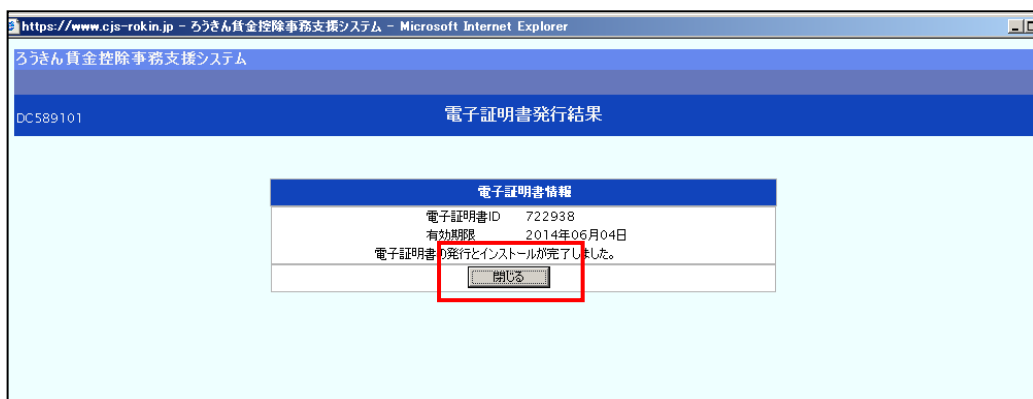 https://www.cjs-rokin.jp - ろうきん賃金控除事務支援システム - Microsoft Internet Explorer
ろうきん賃金控除事務支援システム
DC589101
電子証明書発行結果
電子証明書情報
電子証明書ID 722938
有効期限 2014年06月04日
電子証明書の発行とインストールが完了しました。
閉じる